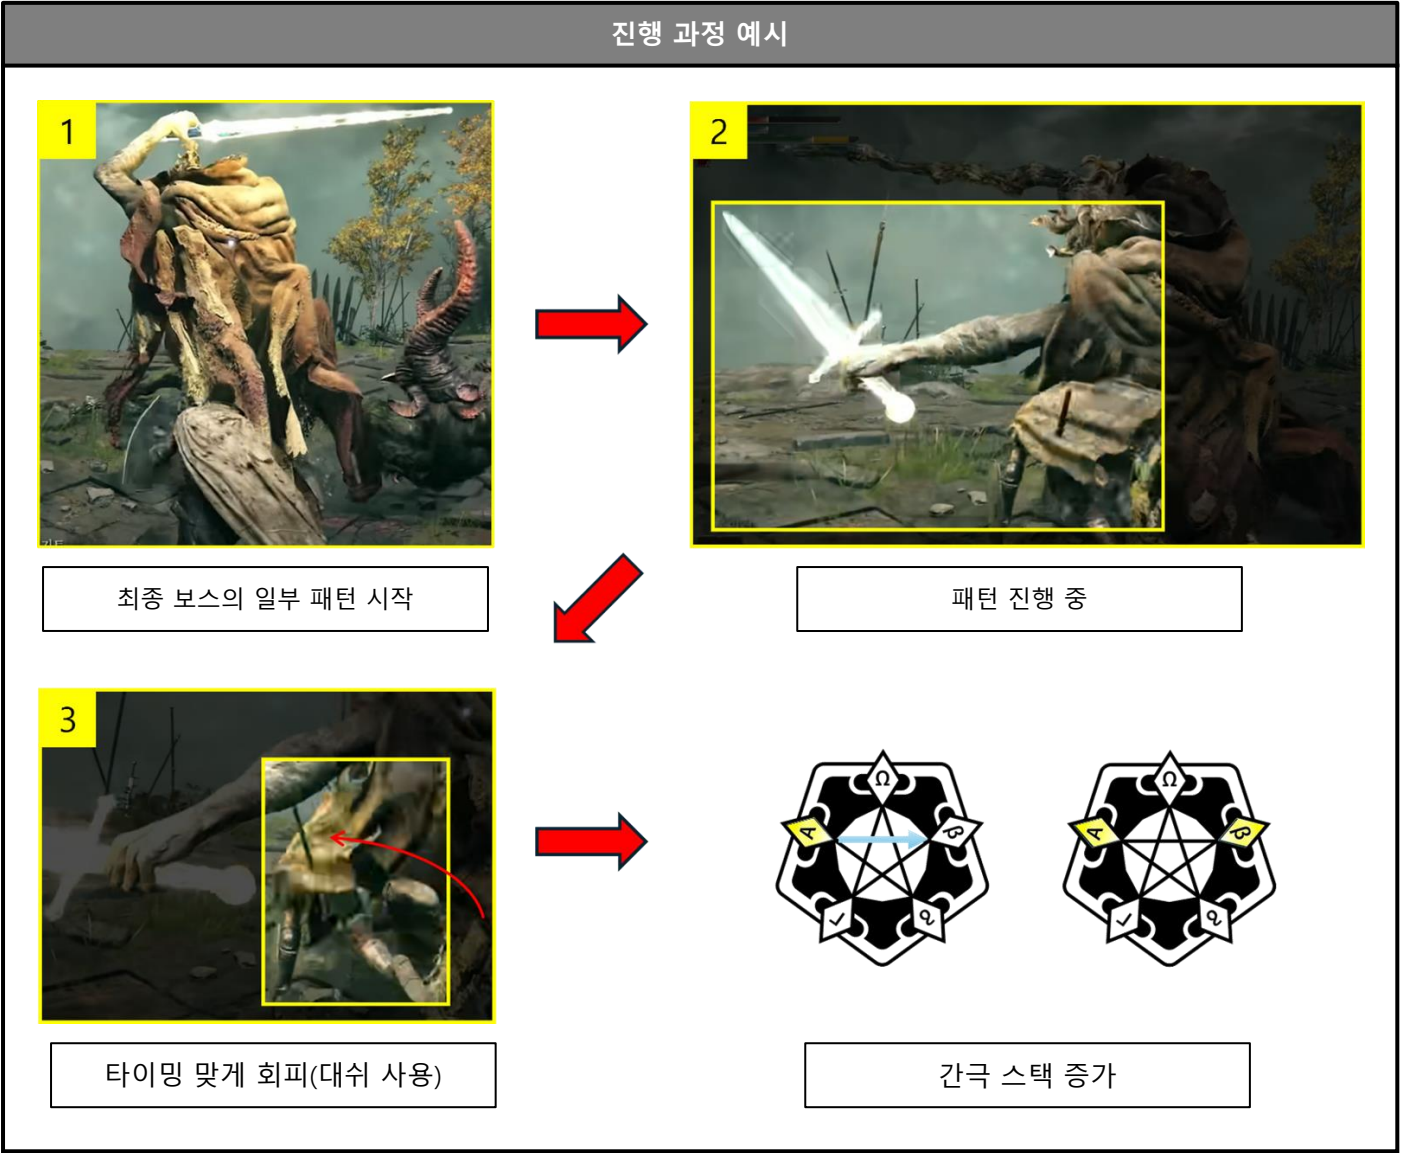 진행 과정 예시
1
2
최종 보스의 일부 패턴 시작
패턴 진행 중
3
Ω
A
β
Ω
A
β
타이밍 맞게 회피(대쉬 사용)
간극 스택 증가